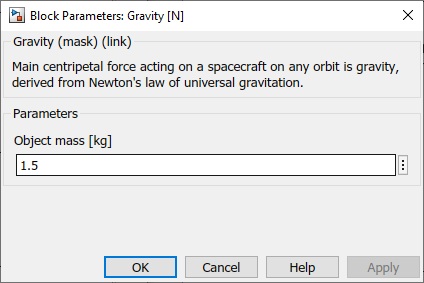 Block Parameters: Gravity [N]
Gravity (mask) (link)
Main centripetal force acting on a spacecraft on any orbit is gravity,
derived from Newton's law of universal gravitation.
Parameters
Object mass [kg]
1.5
OK Cancel Help Apply